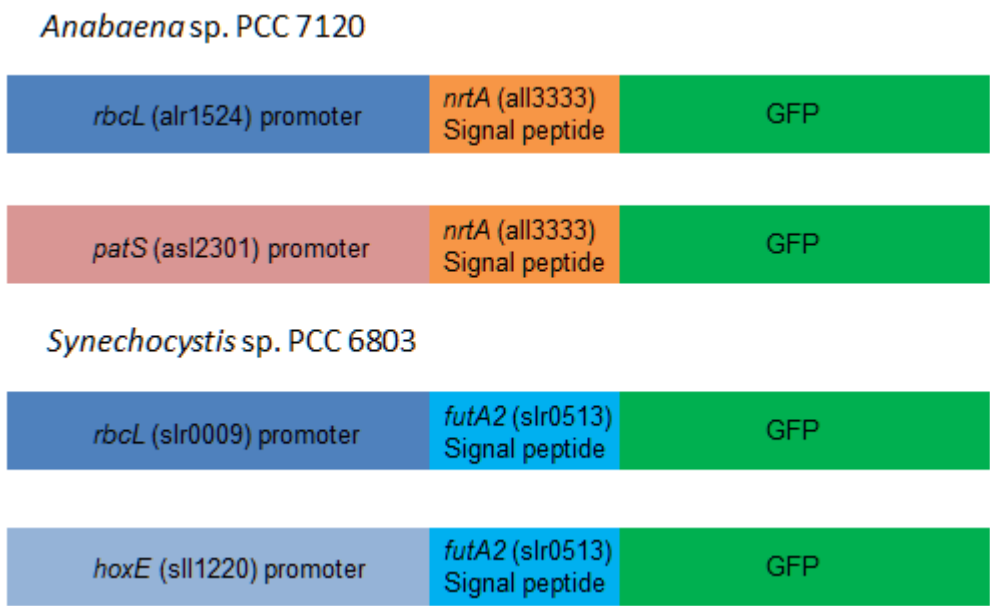 Anabaena sp. PCC 7120
rbcL (alr1524) promoter
nrtA (all3333)
Signal peptide
GFP
patS (asl2301) promoter
nrtA (all3333)
Signal peptide
GFP
Synechocystis sp. PCC 6803
rbcL (slr0009) promoter
futA2 (slr0513)
Signal peptide
GFP
hoxE (sll1220) promoter
futA2 (slr0513)
Signal peptide
GFP